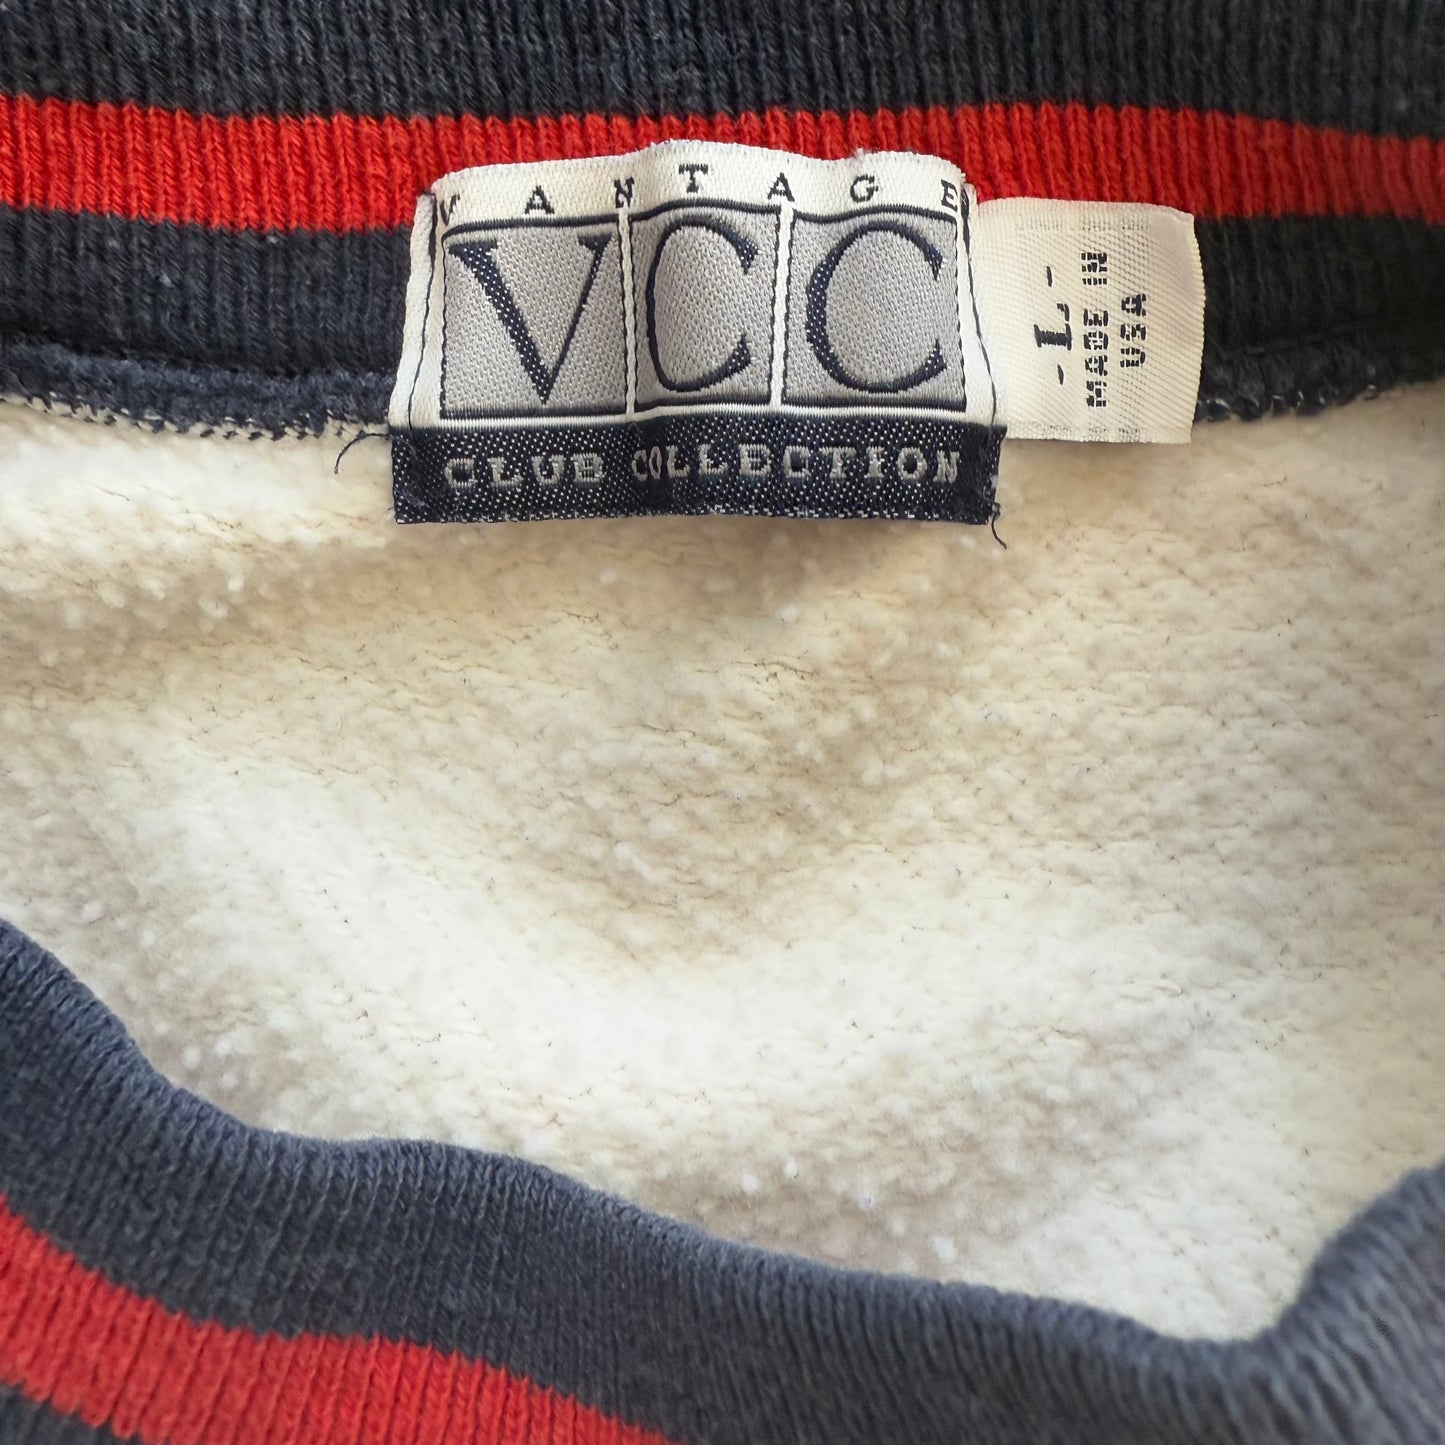 VANTAGE
VCC
CLUB COLLECTION
-L-
MADE IN
USA